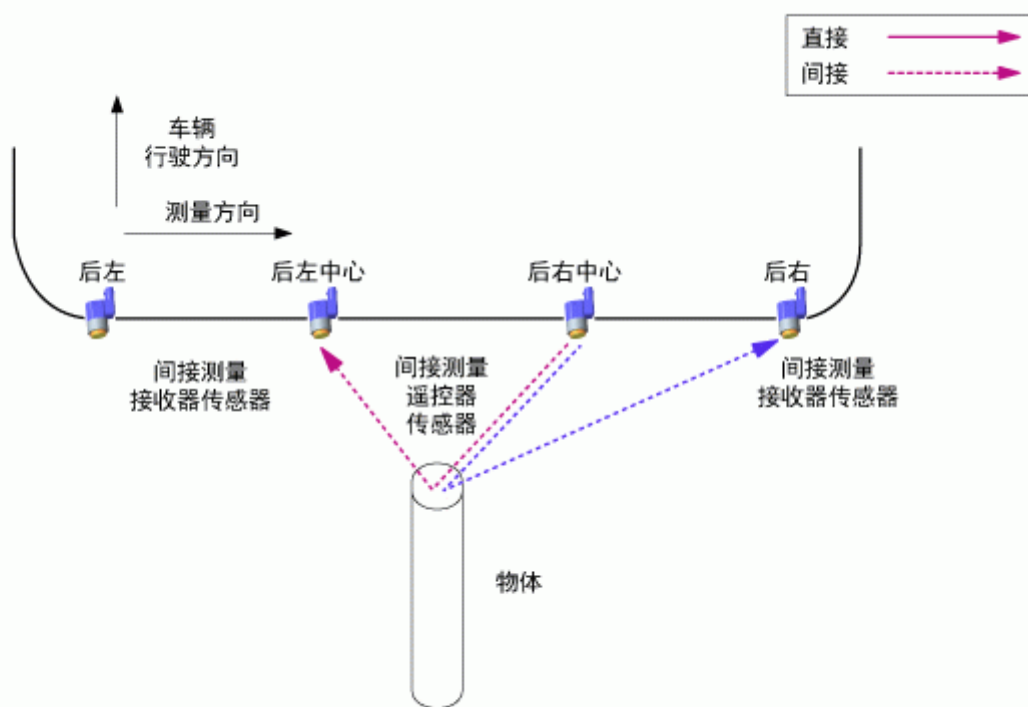 直接
间接
车辆
行驶方向
测量方向
后左
后左中心
后右中心
后右
间接测量
接收器传感器
间接测量
遥控器
传感器
间接测量
接收器传感器
物体